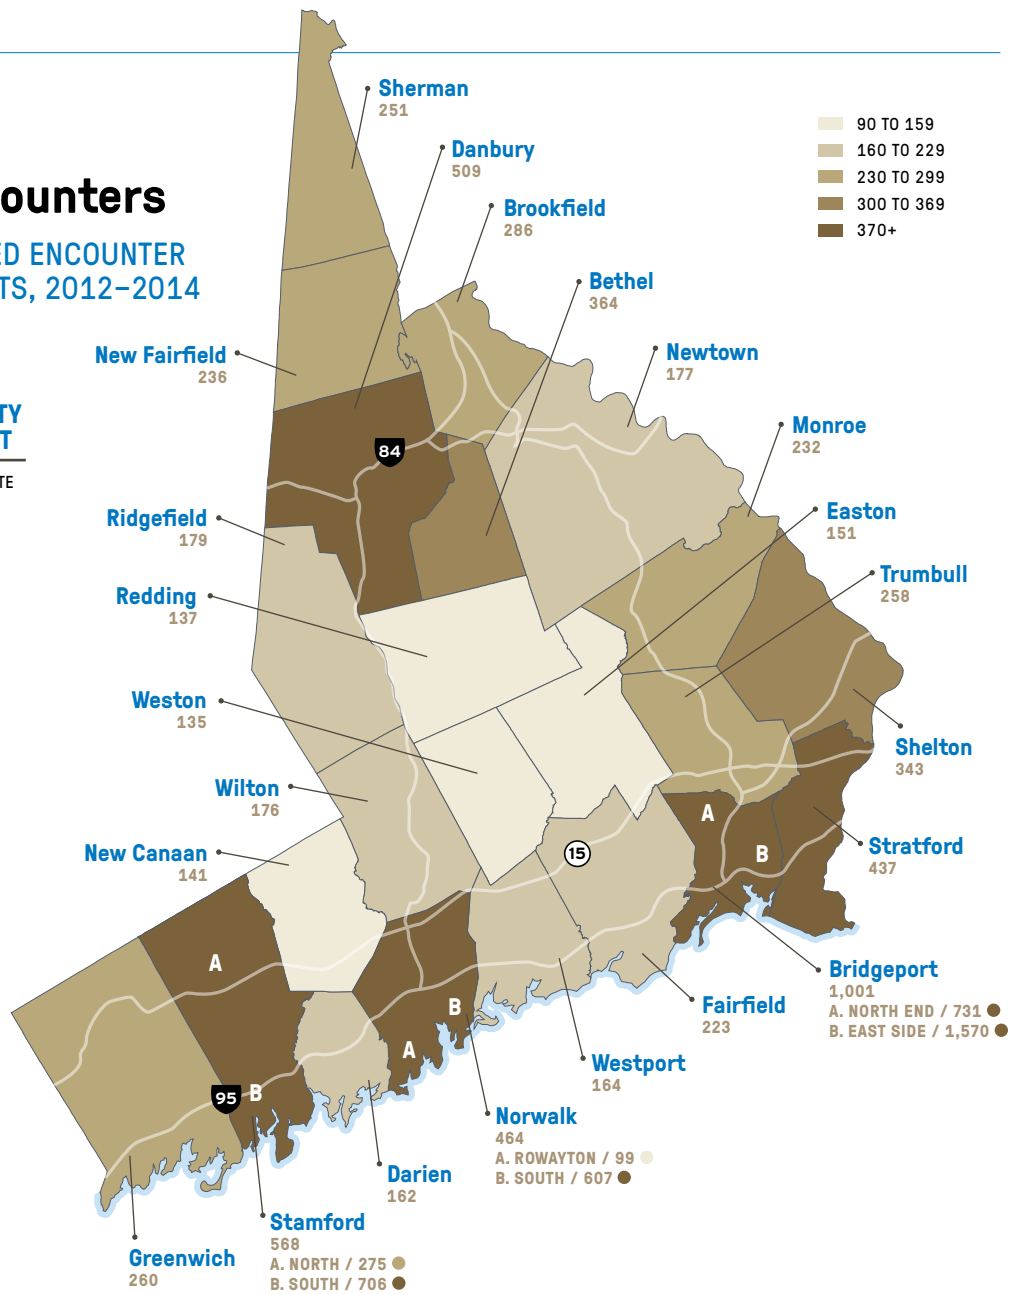 ounters
ED ENCOUNTER
TS, 2012–2014
TY
T
TE
90 TO 159
160 TO 229
230 TO 299
300 TO 369
370+
Sherman
251
Danbury
509
Brookfield
286
Bethel
364
New Fairfield
236
Newtown
177
Monroe
232
84
Ridgefield
179
Easton
151
Trumbull
258
Redding
137
Weston
135
Shelton
343
Wilton
176
A
B
15
Stratford
437
New Canaan
141
A
Bridgeport
1,001
A. NORTH END / 731
B. EAST SIDE / 1,570
B
A
Fairfield
223
Westport
164
95
B
Norwalk
464
A. ROWAYTON / 99
B. SOUTH / 607
Darien
162
Stamford
568
A. NORTH / 275
B. SOUTH / 706
Greenwich
260